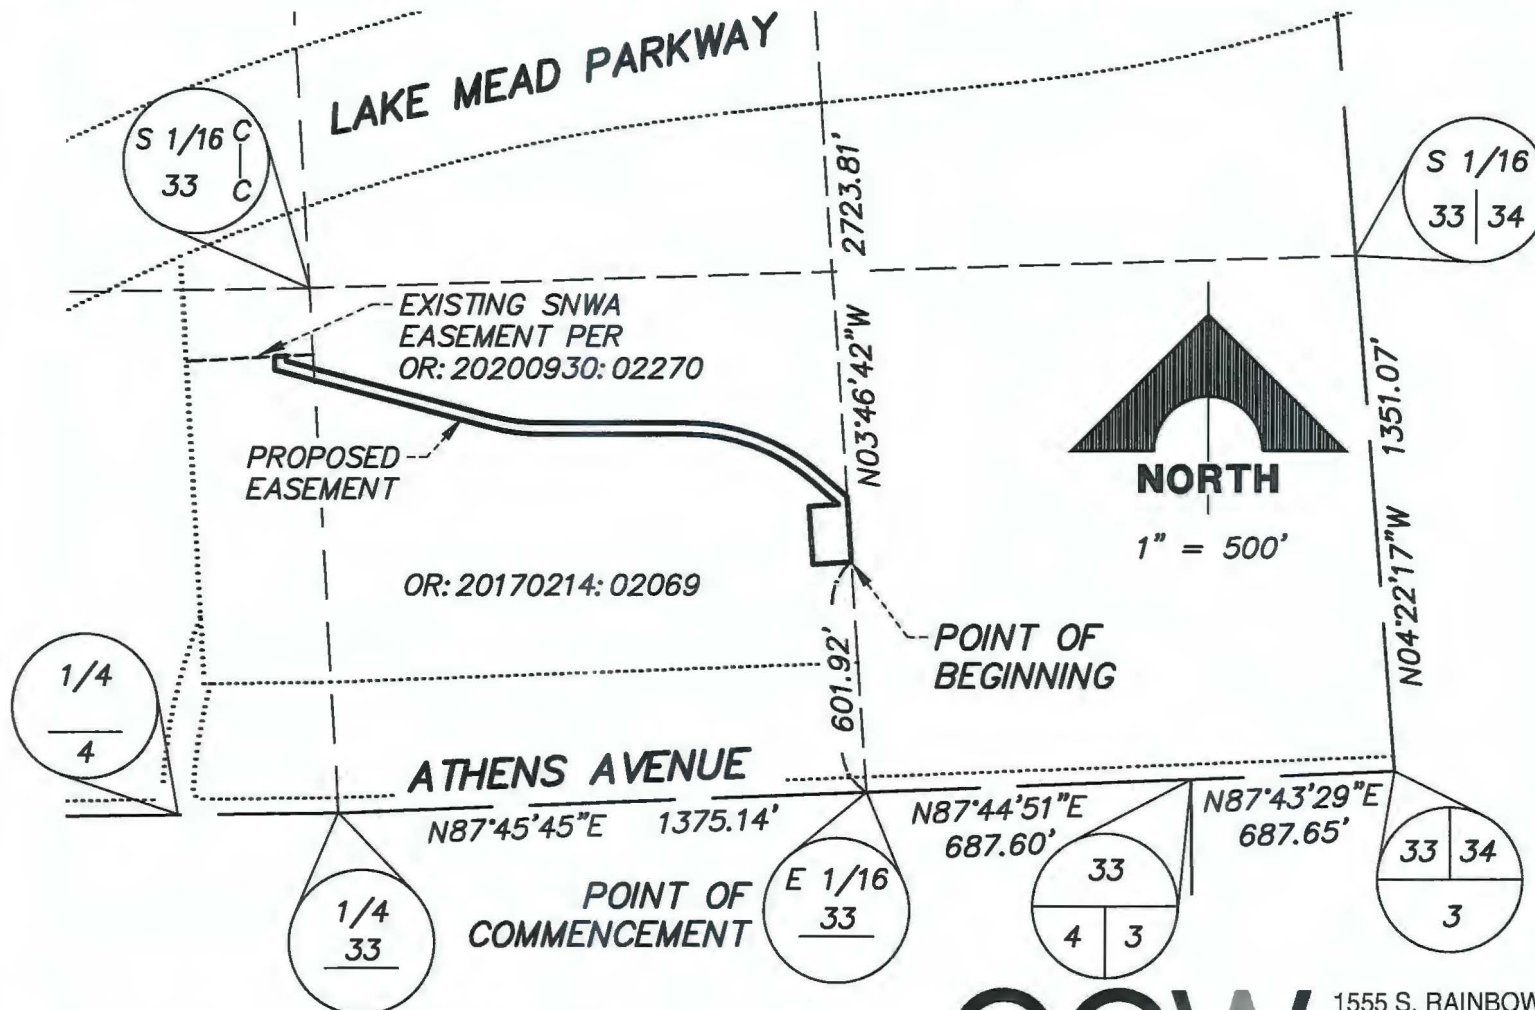 LAKE MEAD PARKWAY
S 1/16 C
33 C
2723.81'
S 1/16
33 34
EXISTING SNWA
EASEMENT PER
OR: 20200930: 02270
N03°46'42"W
1351.07'
PROPOSED
EASEMENT
NORTH
1" = 500'
OR: 20170214: 02069
N04°22'17"W
601.92'
POINT OF
BEGINNING
1/4
4
ATHENS AVENUE
N87°45'45"E 1375.14'
N87°44'51"E
687.60'
N87°43'29"E
687.65'
POINT OF
COMMENCEMENT
1/4
33
E 1/16
33
33
4 3
33 34
3
1555 S. RAINBOW